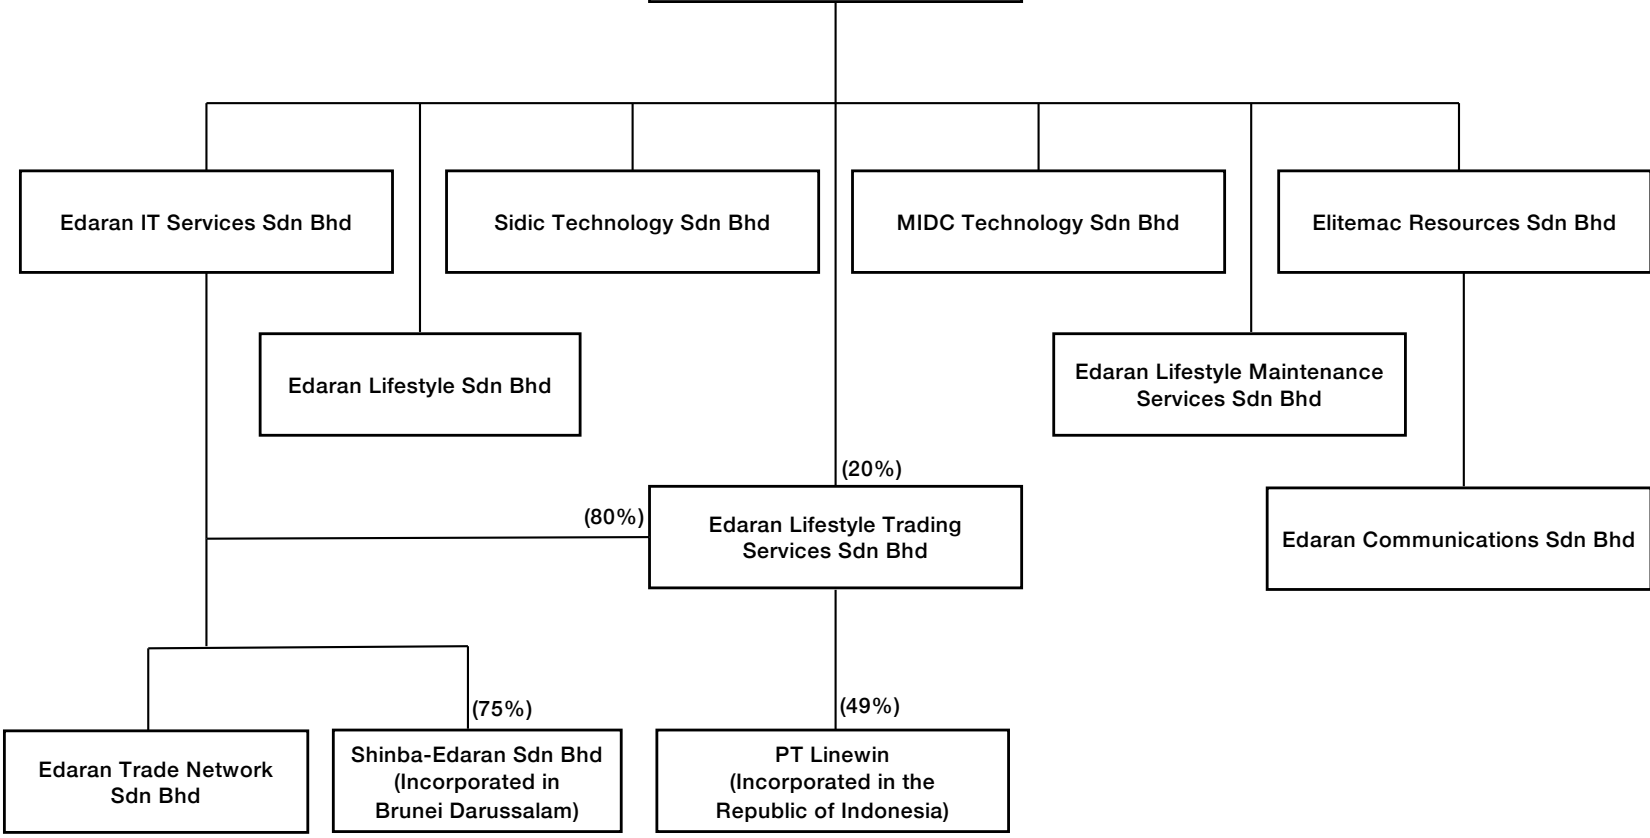 Edaran IT Services Sdn Bhd
Sidic Technology Sdn Bhd
MIDC Technology Sdn Bhd
Elitemac Resources Sdn Bhd
Edaran Lifestyle Sdn Bhd
Edaran Lifestyle Maintenance
Services Sdn Bhd
(20%)
(80%)
Edaran Lifestyle Trading
Services Sdn Bhd
Edaran Communications Sdn Bhd
(75%)
(49%)
Edaran Trade Network
Sdn Bhd
Shinba-Edaran Sdn Bhd
(Incorporated in
Brunei Darussalam)
PT Linewin
(Incorporated in the
Republic of Indonesia)